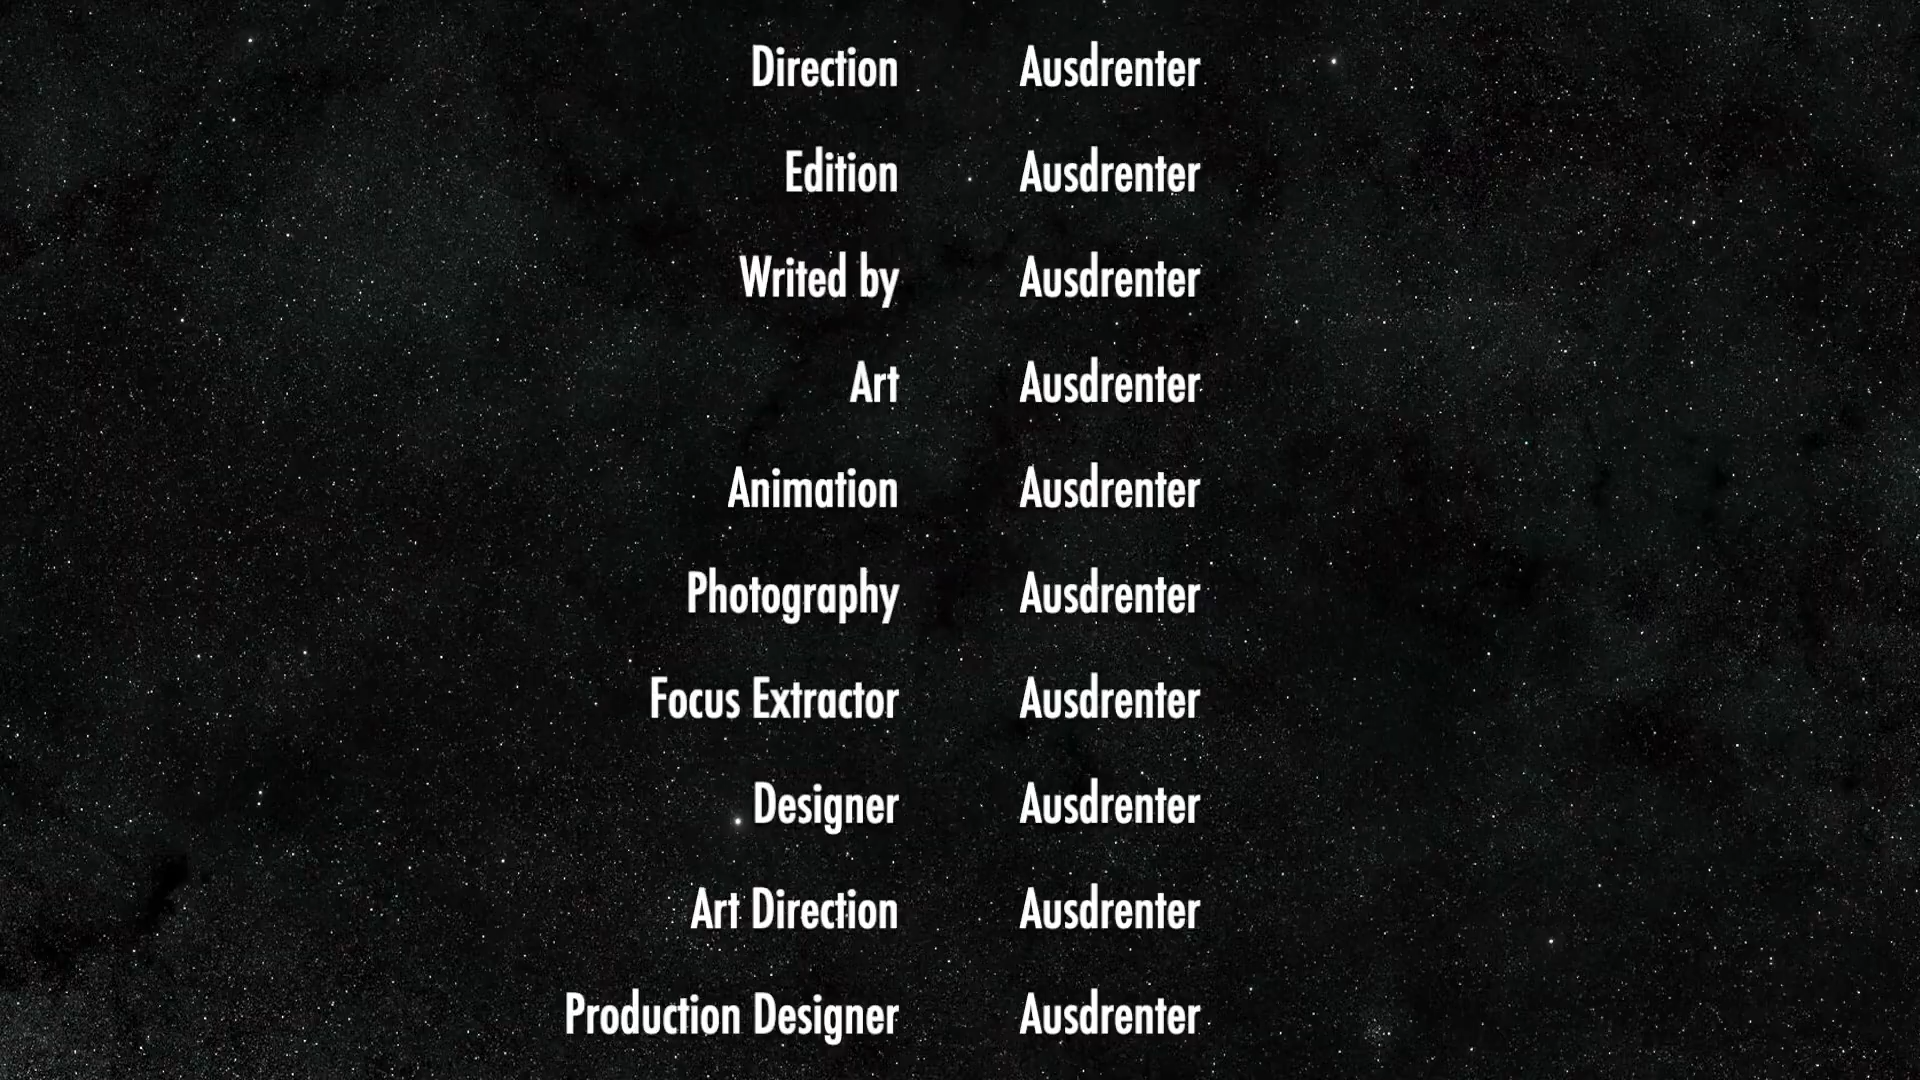 Direction Ausdrenter
Edition Ausdrenter
Writed by Ausdrenter
Art Ausdrenter
Animation Ausdrenter
Photography Ausdrenter
Focus Extractor Ausdrenter
Designer Ausdrenter
Art Direction Ausdrenter
Production Designer Ausdrenter